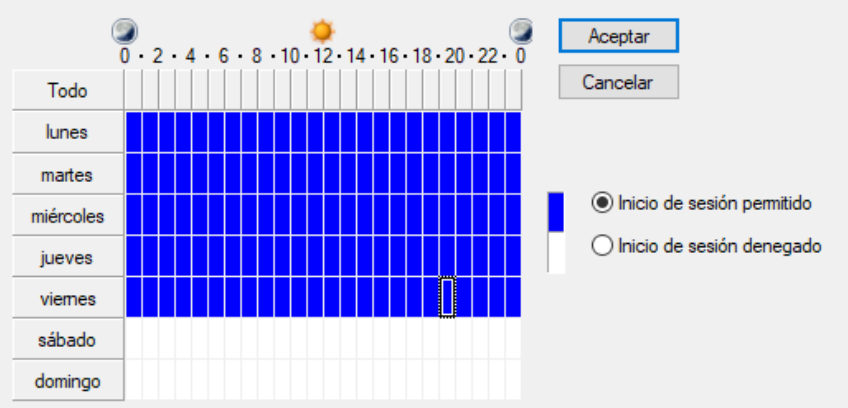 0 · 2 · 4 · 6 · 8 · 10 · 12 · 14 · 16 · 18 · 20 · 22 · 0
Aceptar
Cancelar
Todo
lunes
martes
miércoles
jueves
viernes
sábado
domingo
Inicio de sesión permitido
Inicio de sesión denegado